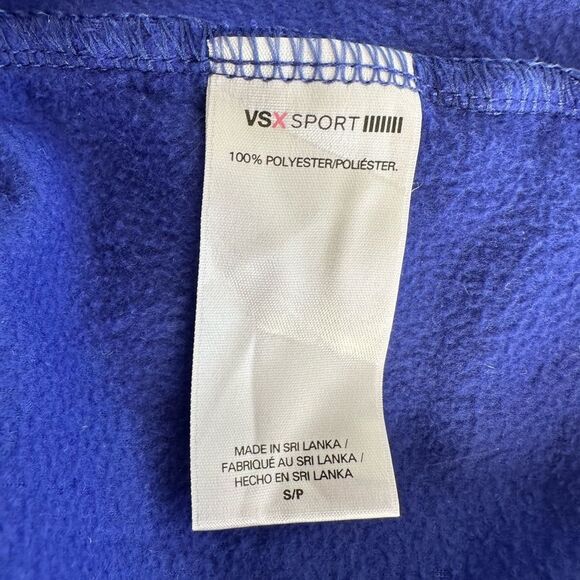 VSX SPORT
100% POLYESTER/POLIÉSTER.
MADE IN SRI LANKA /
FABRIQUÉ AU SRI LANKA /
HECHO EN SRI LANKA
S/P